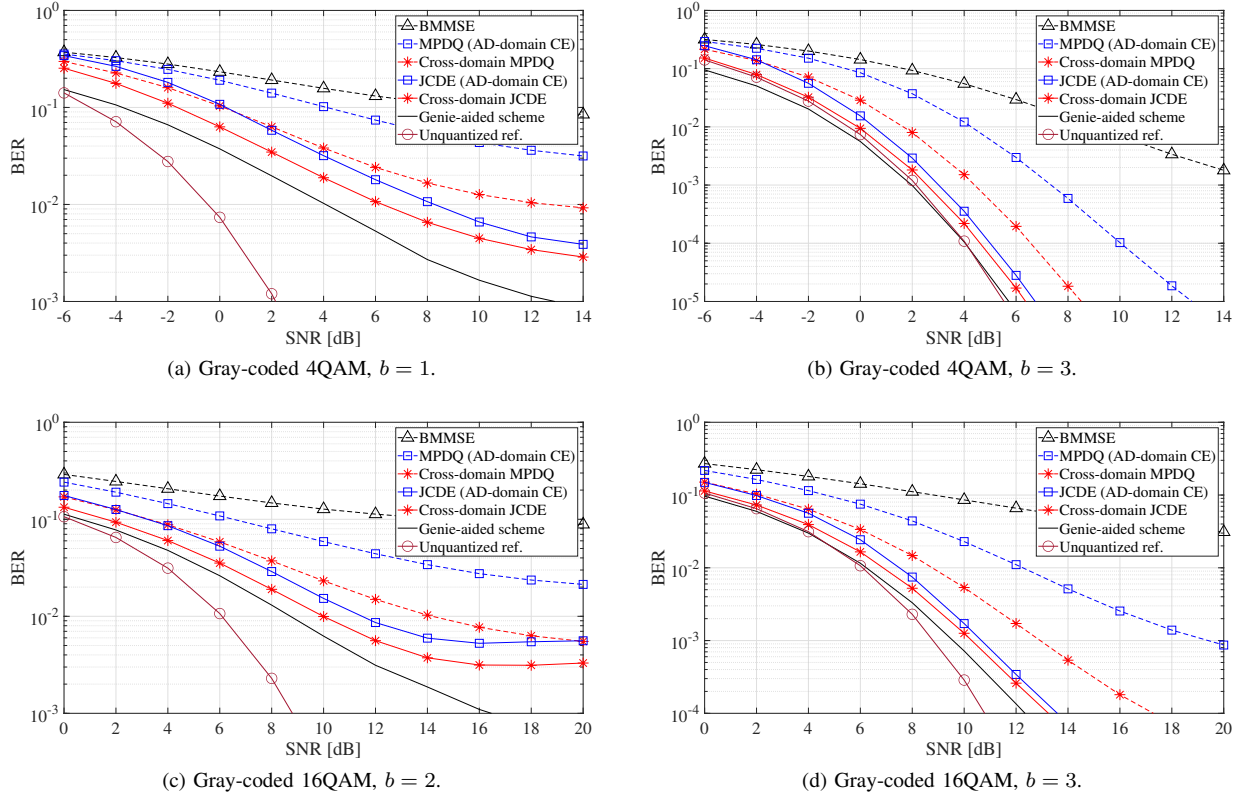 10^0
10^-1
10^-2
10^-3
BER
-6 -4 -2 0 2 4 6 8 10 12 14
SNR [dB]
BMMSE
MPDQ (AD-domain CE)
Cross-domain MPDQ
JCDE (AD-domain CE)
Cross-domain JCDE
Genie-aided scheme
Unquantized ref.
(a) Gray-coded 4QAM, b = 1.
10^0
10^-1
10^-2
10^-3
10^-4
10^-5
BER
-6 -4 -2 0 2 4 6 8 10 12 14
SNR [dB]
BMMSE
MPDQ (AD-domain CE)
Cross-domain MPDQ
JCDE (AD-domain CE)
Cross-domain JCDE
Genie-aided scheme
Unquantized ref.
(b) Gray-coded 4QAM, b = 3.
10^0
10^-1
10^-2
10^-3
BER
0 2 4 6 8 10 12 14 16 18 20
SNR [dB]
BMMSE
MPDQ (AD-domain CE)
Cross-domain MPDQ
JCDE (AD-domain CE)
Cross-domain JCDE
Genie-aided scheme
Unquantized ref.
(c) Gray-coded 16QAM, b = 2.
10^0
10^-1
10^-2
10^-3
10^-4
BER
0 2 4 6 8 10 12 14 16 18 20
SNR [dB]
BMMSE
MPDQ (AD-domain CE)
Cross-domain MPDQ
JCDE (AD-domain CE)
Cross-domain JCDE
Genie-aided scheme
Unquantized ref.
(d) Gray-coded 16QAM, b = 3.